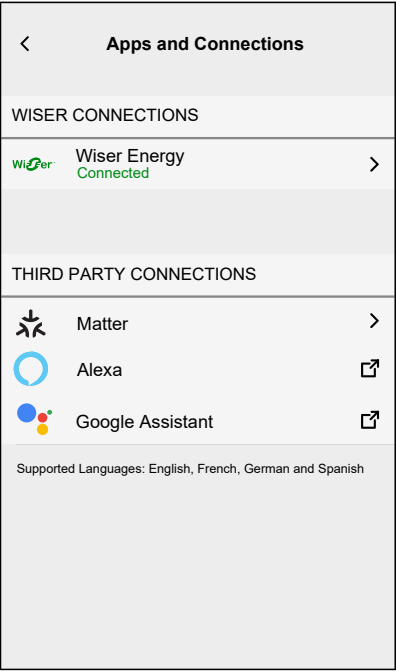 Apps and Connections
WISER CONNECTIONS
Wiser
Wiser Energy
Connected
THIRD PARTY CONNECTIONS
Matter
Alexa
Google Assistant
Supported Languages: English, French, German and Spanish